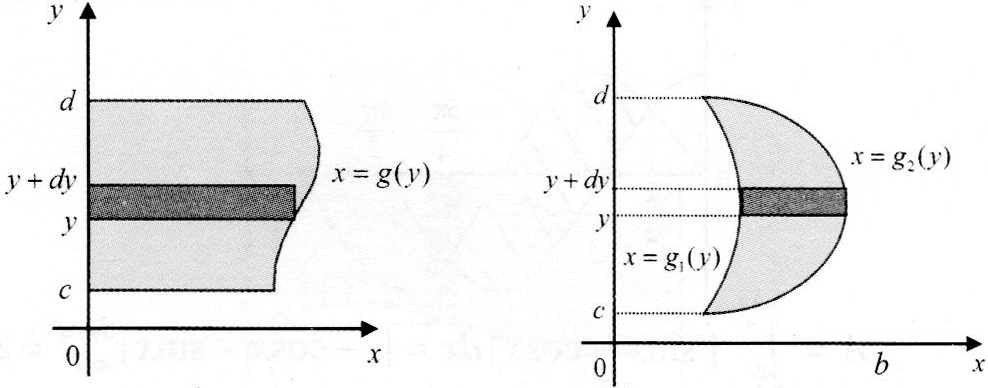 y
d
y + dy
x = g(y)
y
c
0
x
y
d
x = g₂(y)
y + dy
y
x = g₁(y)
c
0
b
x